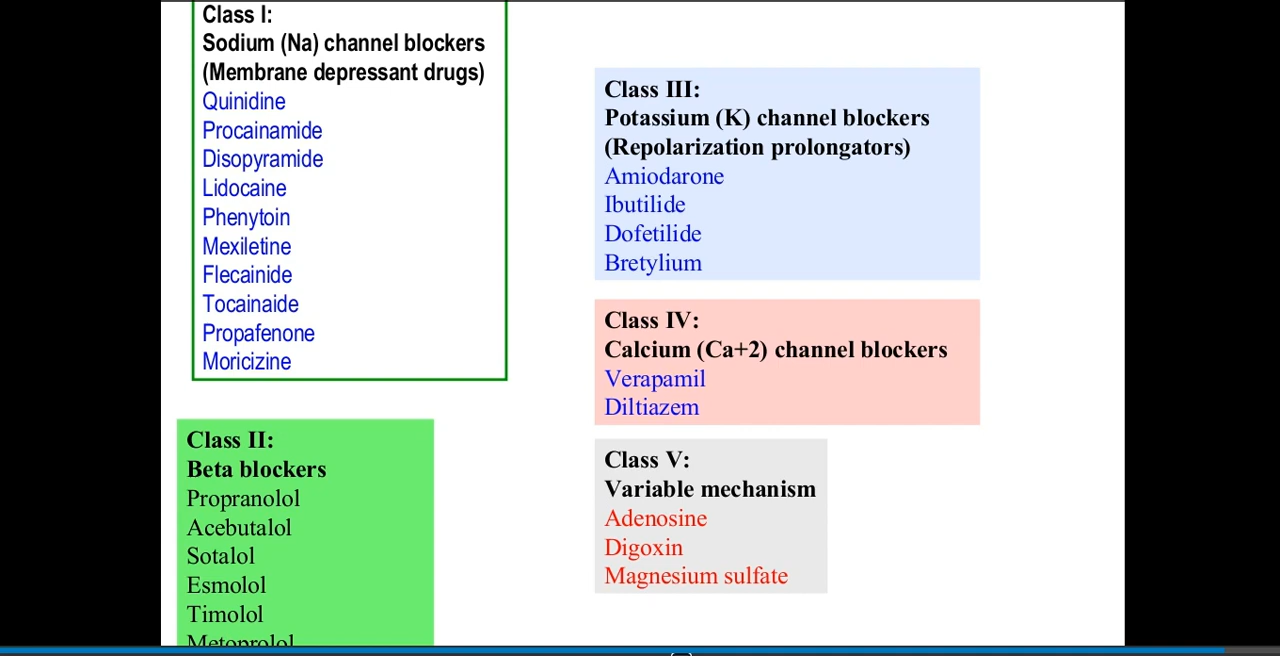 Class I:
Sodium (Na) channel blockers
(Membrane depressant drugs)
Quinidine
Procainamide
Disopyramide
Lidocaine
Phenytoin
Mexiletine
Flecainide
Tocainaide
Propafenone
Moricizine
Class II:
Beta blockers
Propranolol
Acebutalol
Sotalol
Esmolol
Timolol
Metoprolol
Class III:
Potassium (K) channel blockers
(Repolarization prolongators)
Amiodarone
Ibutilide
Dofetilide
Bretylium
Class IV:
Calcium (Ca+2) channel blockers
Verapamil
Diltiazem
Class V:
Variable mechanism
Adenosine
Digoxin
Magnesium sulfate